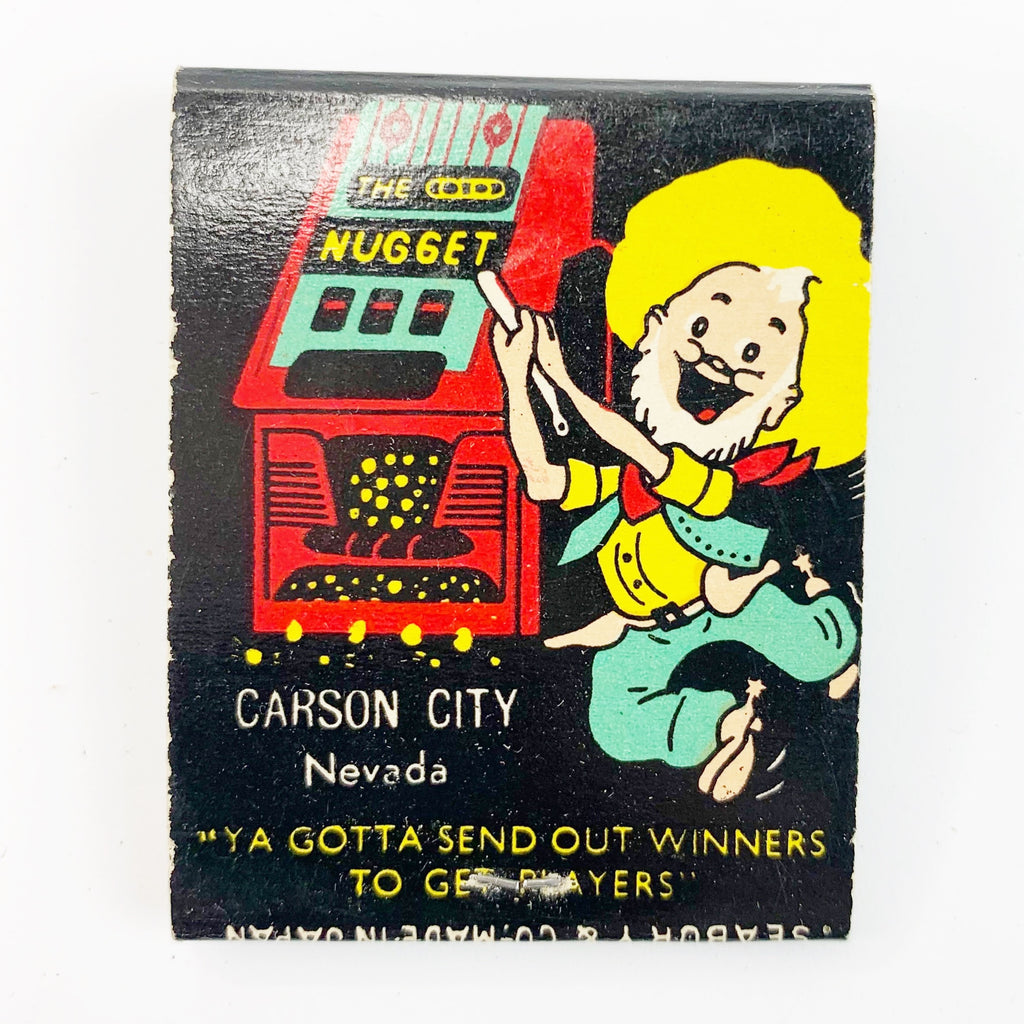 THE
NUGGET
CARSON CITY
Nevada
"YA GOTTA SEND OUT WINNERS
TO GET PLAYERS"
SEABURY & CO. MADE IN JAPAN